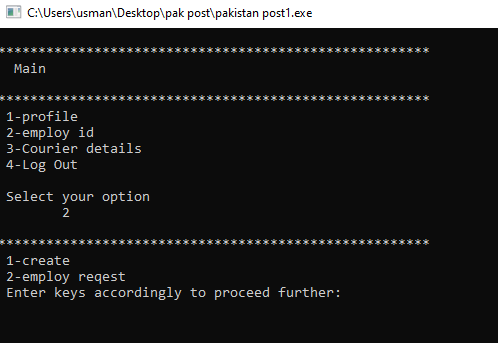 C:\Users\usman\Desktop\pak post\pakistan post1.exe
******************************************************
Main
******************************************************
1-profile
2-employ id
3-Courier details
4-Log Out
Select your option
2
******************************************************
1-create
2-employ reqest
Enter keys accordingly to proceed further: